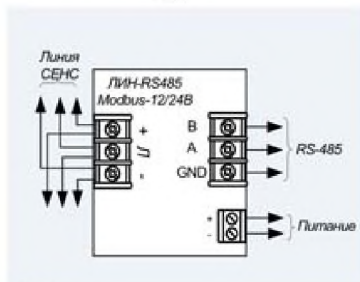 Линия
СЕНС
ЛИН-RS485
Modbus-12/24В
+
Л
-
B
A
GND
RS-485
+
-
Питание